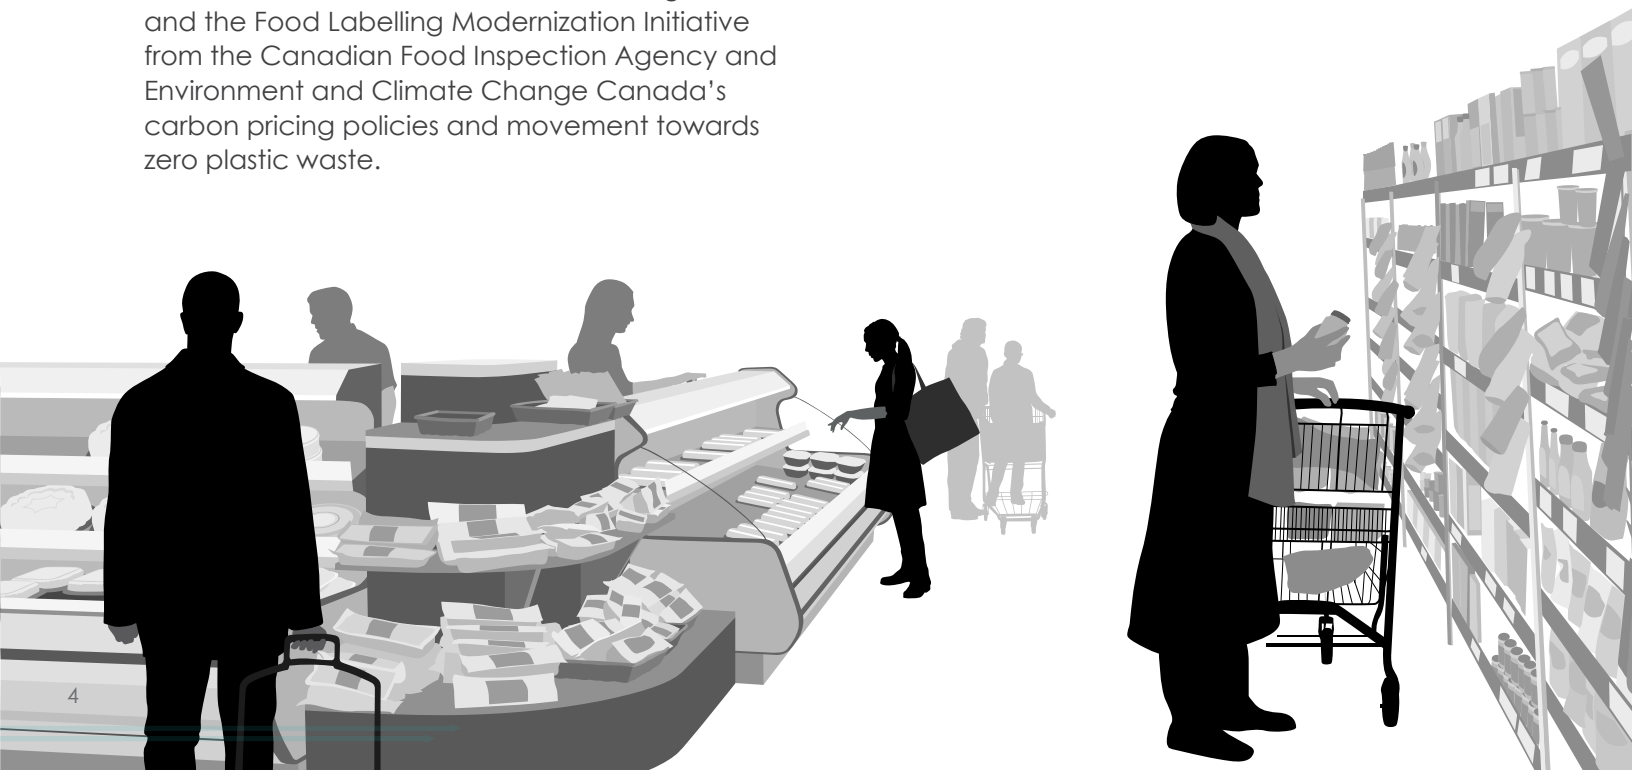 and the Food Labelling Modernization Initiative
from the Canadian Food Inspection Agency and
Environment and Climate Change Canada’s
carbon pricing policies and movement towards
zero plastic waste.
4